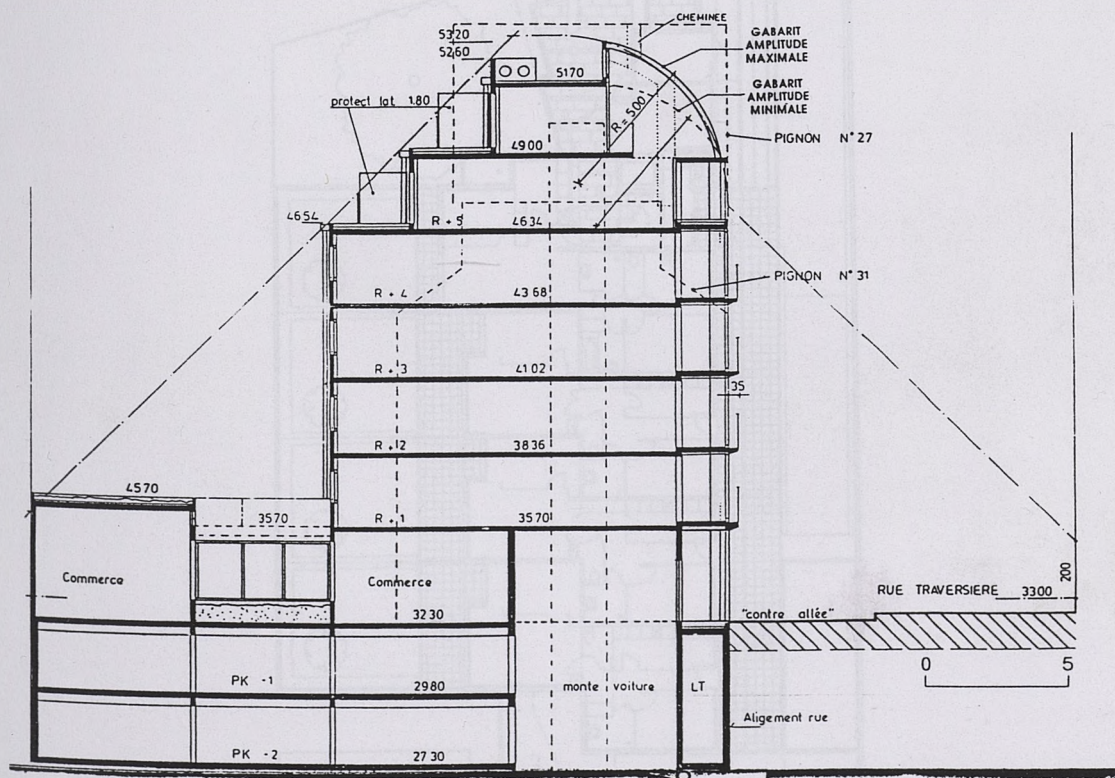 CHEMINEE
5320
5260
GABARIT
AMPLITUDE
MAXIMALE
5170
GABARIT
AMPLITUDE
MINIMALE
protect lat 1.80
R = 5.00
PIGNON N° 27
4900
4654
R + 5 4634
PIGNON N° 31
R + 4 4368
R + 3 4102
35
R + 2 3836
4570
3570
R + 1 3570
Commerce
Commerce
3230
200
RUE TRAVERSIERE 3300
"contre allée"
0 5
PK -1 2980
monte voiture
LT
Aligement rue
PK -2 2730